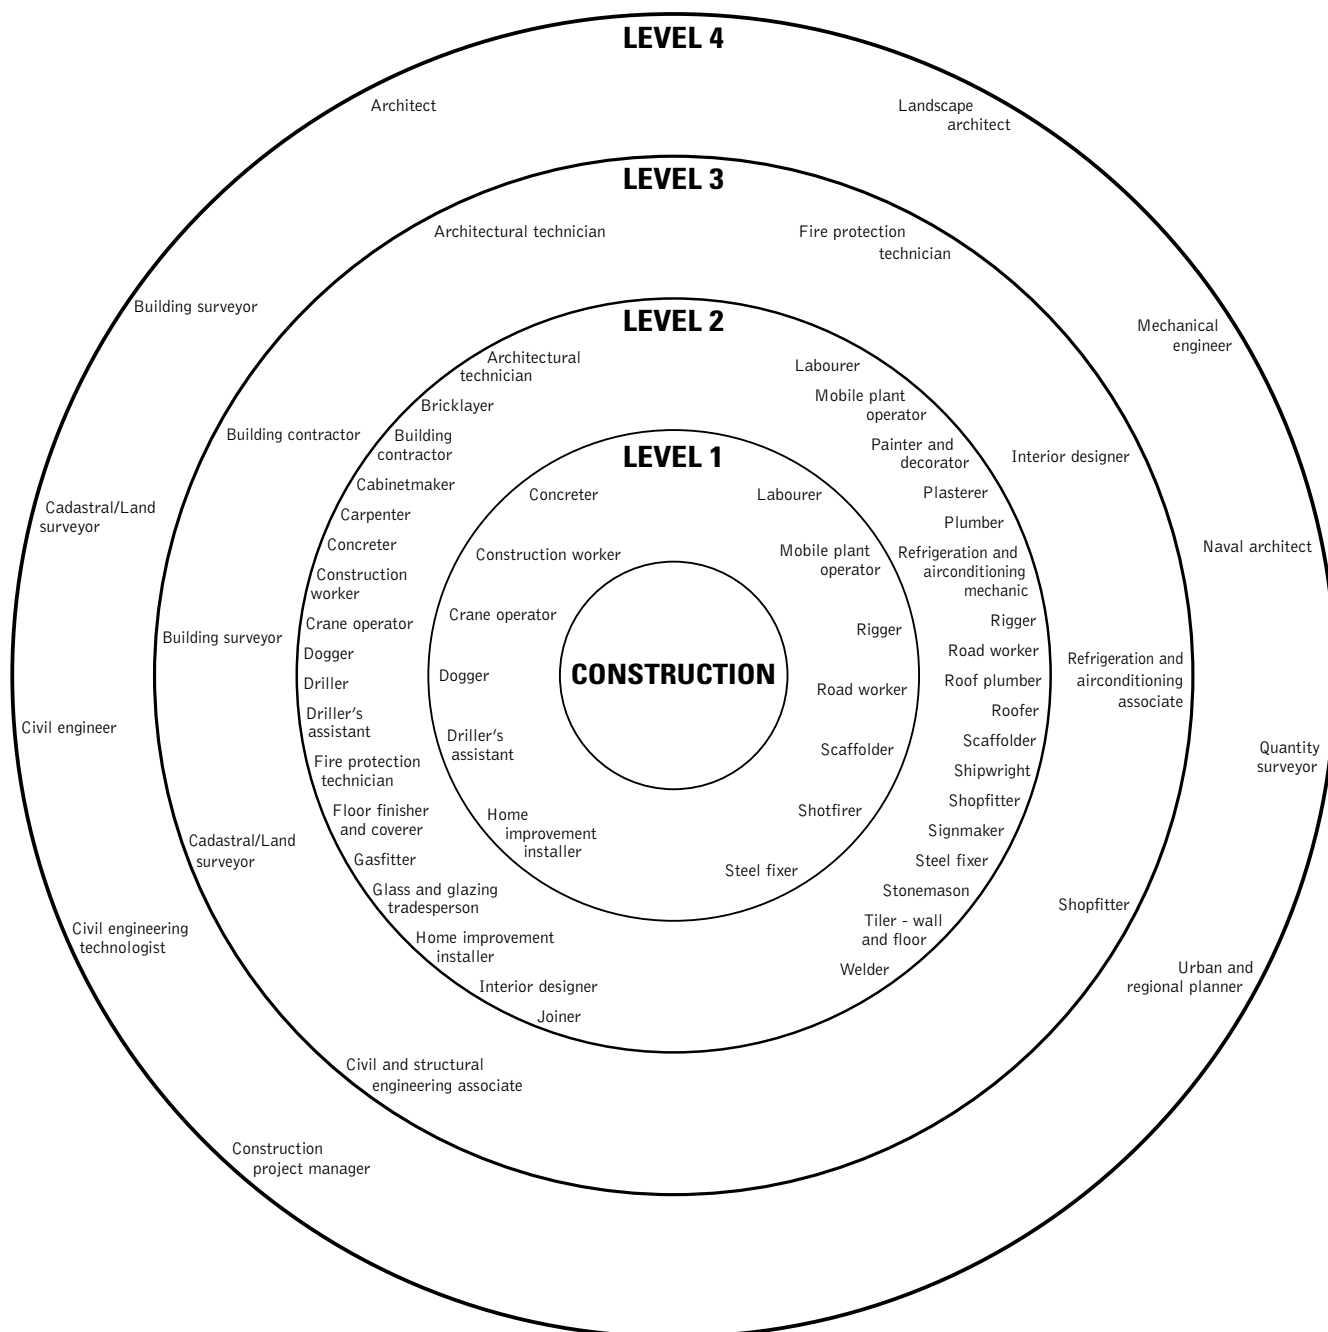 LEVEL 4
Architect
Landscape
architect
Building surveyor
Mechanical
engineer
Cadastral/Land
surveyor
Naval architect
Civil engineer
Quantity
surveyor
Civil engineering
technologist
Urban and
regional planner
Construction
project manager
LEVEL 3
Architectural technician
Fire protection
technician
Building contractor
Interior designer
Building surveyor
Refrigeration and
airconditioning
associate
Cadastral/Land
surveyor
Shopfitter
Civil and structural
engineering associate
LEVEL 2
Architectural
technician
Bricklayer
Building
contractor
Cabinetmaker
Carpenter
Concreter
Construction
worker
Crane operator
Dogger
Driller
Driller's
assistant
Fire protection
technician
Floor finisher
and coverer
Gasfitter
Glass and glazing
tradesperson
Home improvement
installer
Interior designer
Joiner
Labourer
Mobile plant
operator
Painter and
decorator
Plasterer
Plumber
Refrigeration and
airconditioning
mechanic
Rigger
Road worker
Roof plumber
Roofer
Scaffolder
Shipwright
Shopfitter
Signmaker
Steel fixer
Stonemason
Tiler - wall
and floor
Welder
LEVEL 1
Concreter
Construction worker
Crane operator
Dogger
Driller's
assistant
Home
improvement
installer
Labourer
Mobile plant
operator
Rigger
Road worker
Scaffolder
Shotfirer
Steel fixer
CONSTRUCTION